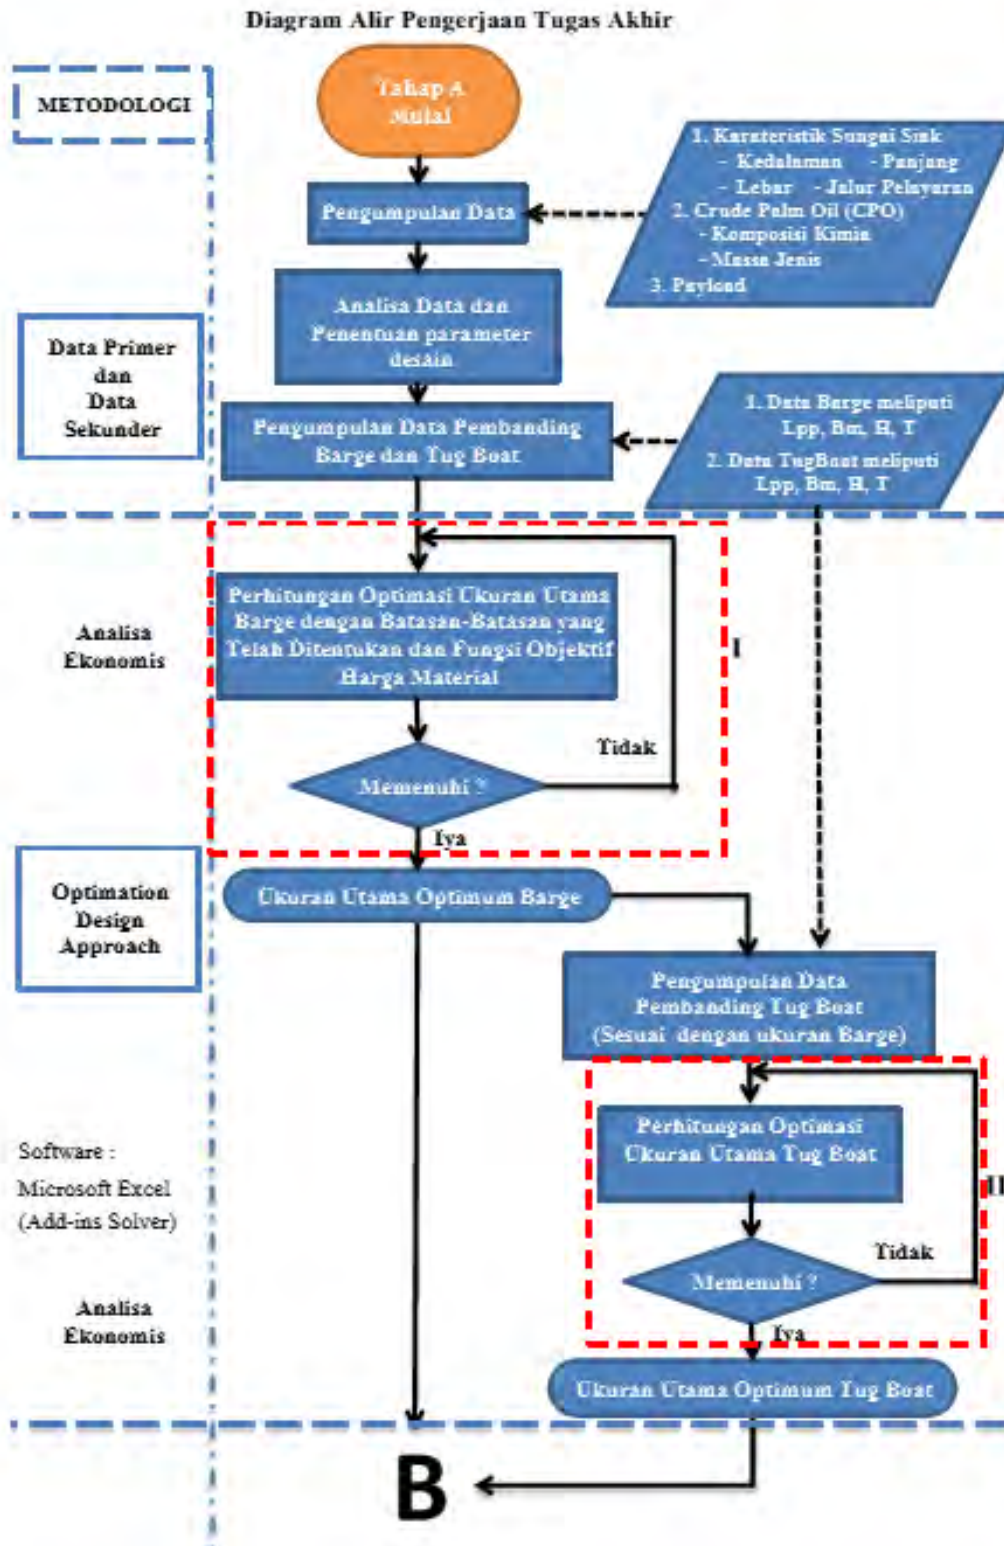 Diagram Alir Pengerjaan Tugas Akhir
METODOLOGI
Tahap A
Mulai
Pengumpulan Data
1. Karateristik Sungai Siak
- Kedalaman - Panjang
- Lebar - Jalur Pelayaran
2. Crude Palm Oil (CPO)
- Komposisi Kimia
- Massa Jenis
3. Payload
Analisa Data dan
Penentuan parameter
desain
Data Primer
dan
Data
Sekunder
Pengumpulan Data Pembanding
Barge dan Tug Boat
1. Data Barge meliputi
Lpp, Bm, H, T
2. Data TugBoat meliputi
Lpp, Bm, H, T
Analisa
Ekonomis
Perhitungan Optimasi Ukuran Utama
Barge dengan Batasan-Batasan yang
Telah Ditentukan dan Fungsi Objektif
Harga Material
I
Tidak
Memenuhi ?
Iya
Optimation
Design
Approach
Ukuran Utama Optimum Barge
Pengumpulan Data
Pembanding Tug Boat
(Sesuai dengan ukuran Barge)
Perhitungan Optimasi
Ukuran Utama Tug Boat
II
Software :
Microsoft Excel
(Add-ins Solver)
Tidak
Memenuhi ?
Iya
Analisa
Ekonomis
Ukuran Utama Optimum Tug Boat
B